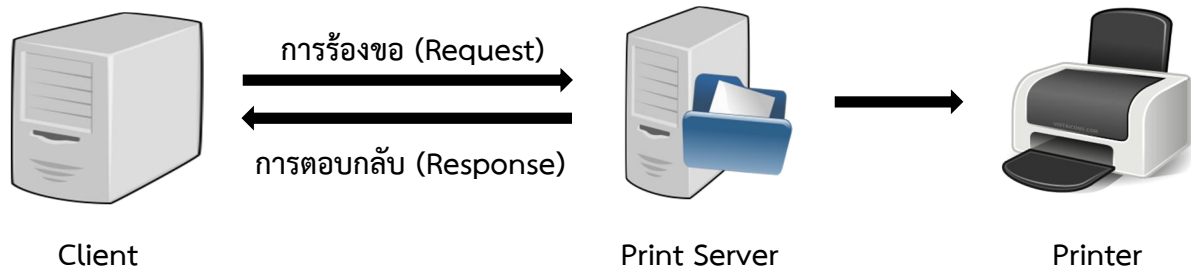 การร้องขอ (Request)
การตอบกลับ (Response)
Client
Print Server
Printer